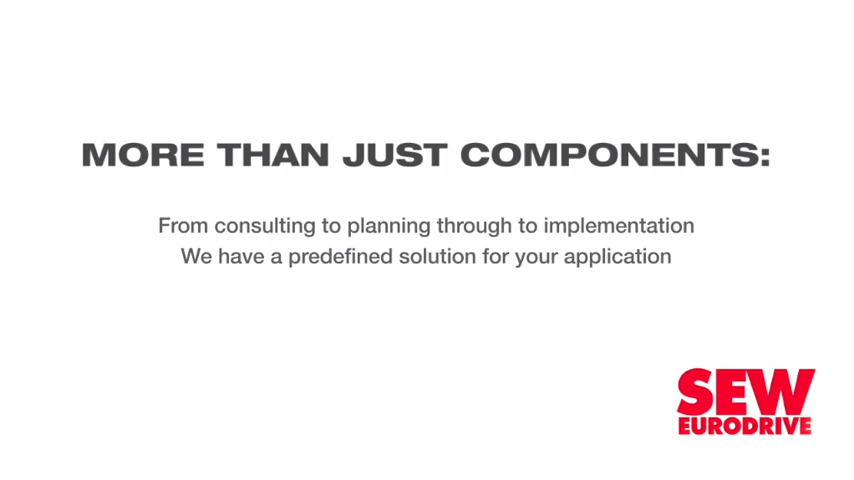 MORE THAN JUST COMPONENTS:
From consulting to planning through to implementation
We have a predefined solution for your application
SEW
EURODRIVE